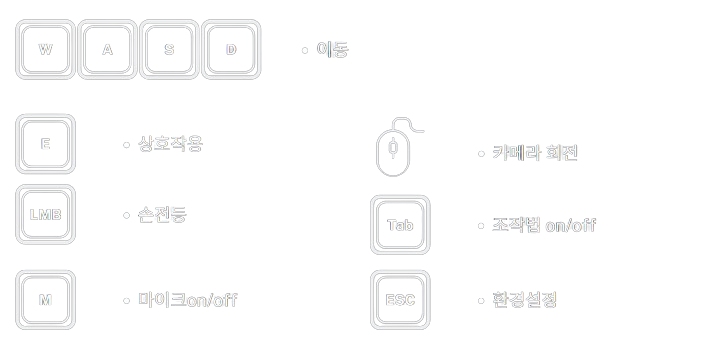 W A S D 이동
E 상호작용
카메라 회전
LMB 손전등
Tab 조작법 on/off
M 마이크on/off
ESC 환경설정